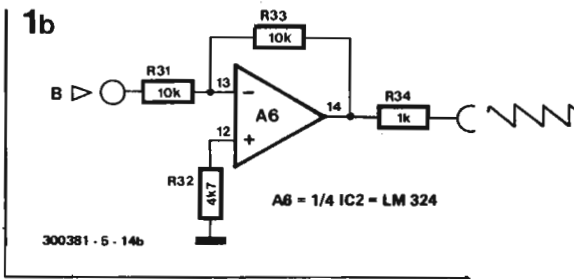 1b
R33
10k
R31
10k
B
13
–
A6
14
R34
1k
12
+
R32
4k7
A6 = 1/4 IC2 = LM 324
300381 - 5 - 14b